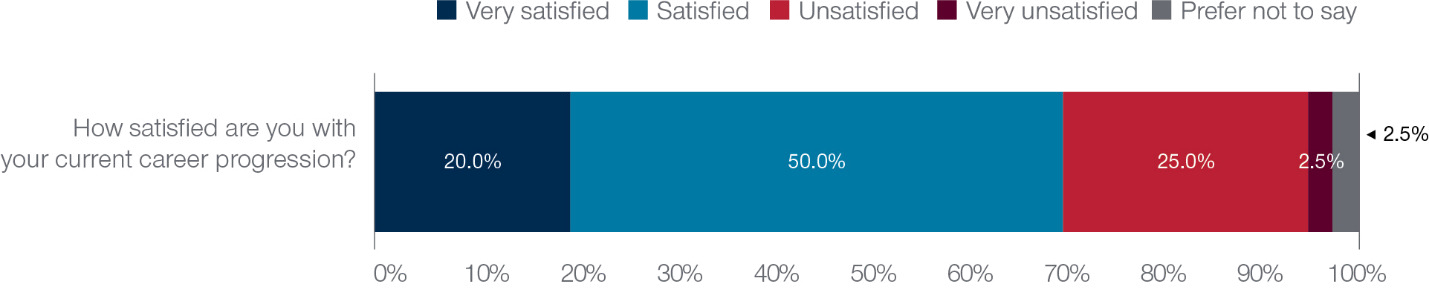 Very satisfied Satisfied Unsatisfied Very unsatisfied Prefer not to say
How satisfied are you with
your current career progression?
20.0% 50.0% 25.0% 2.5% 2.5%
0% 10% 20% 30% 40% 50% 60% 70% 80% 90% 100%